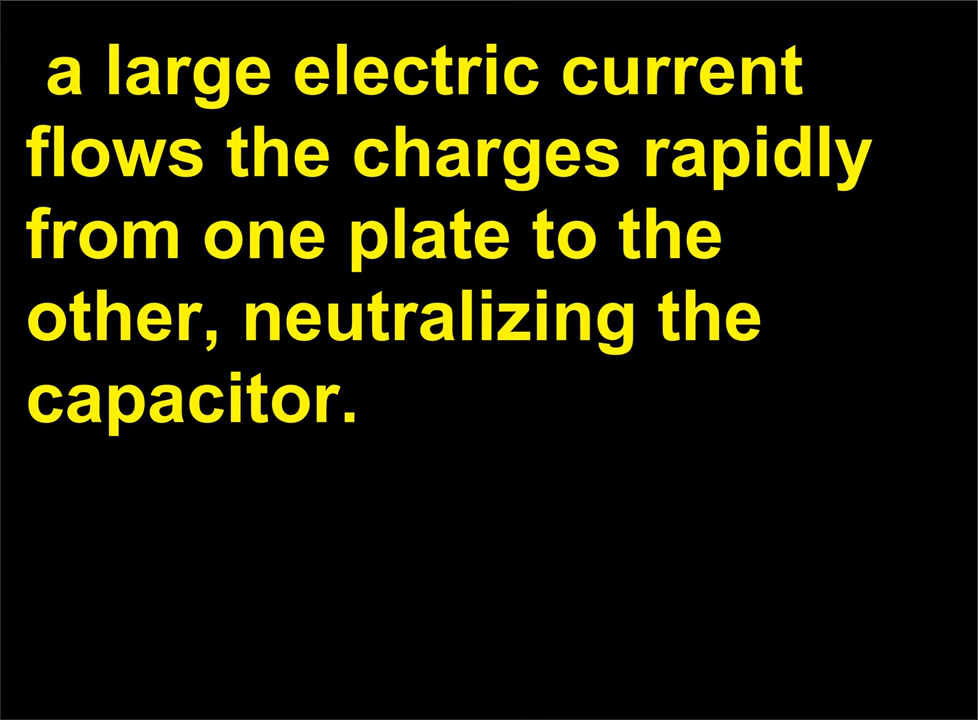 a large electric current
flows the charges rapidly
from one plate to the
other, neutralizing the
capacitor.